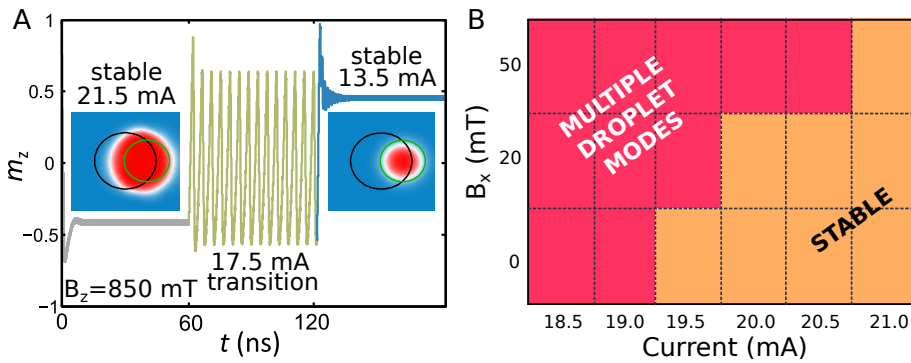 A
1
0.5
0
-0.5
-1
m_z
stable
21.5 mA
stable
13.5 mA
17.5 mA
transition
B_z=850 mT
0
60
120
t (ns)
B
MULTIPLE
DROPLET
MODES
STABLE
50
20
0
B_x (mT)
18.5 19.0 19.5 20.0 20.5 21.0
Current (mA)